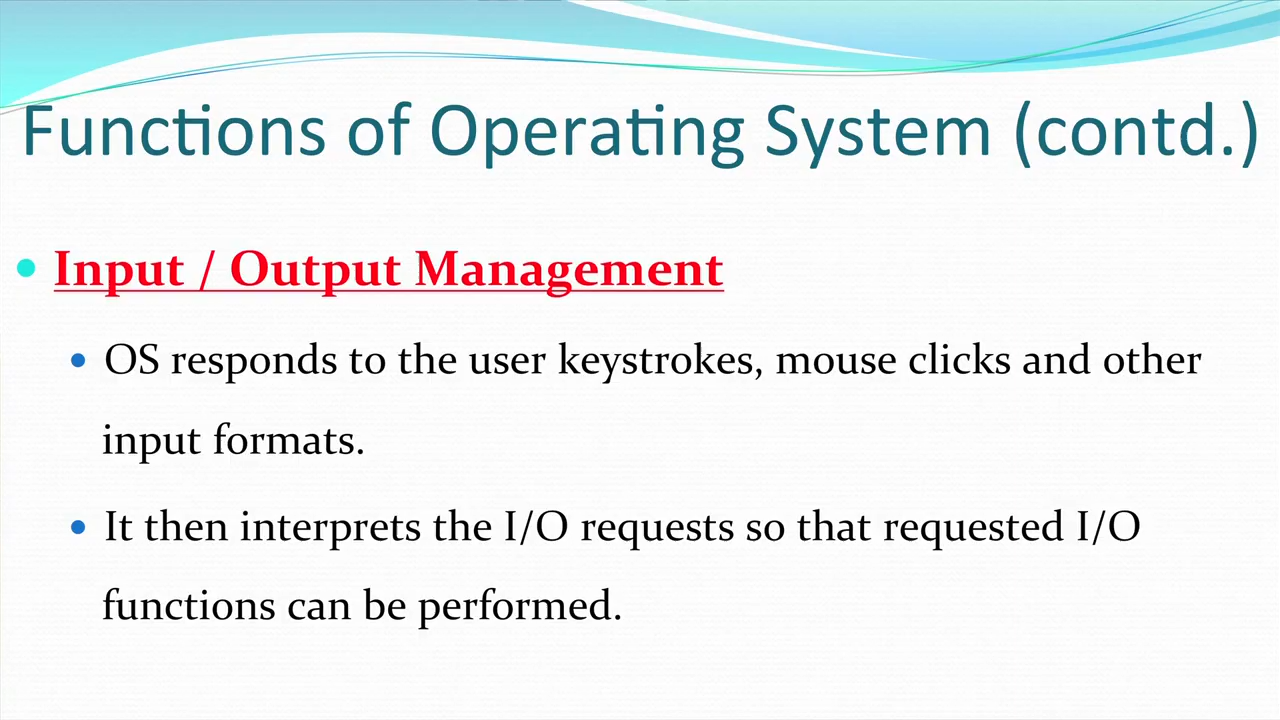 Functions of Operating System (contd.)
Input / Output Management
OS responds to the user keystrokes, mouse clicks and other
input formats.
It then interprets the I/O requests so that requested I/O
functions can be performed.